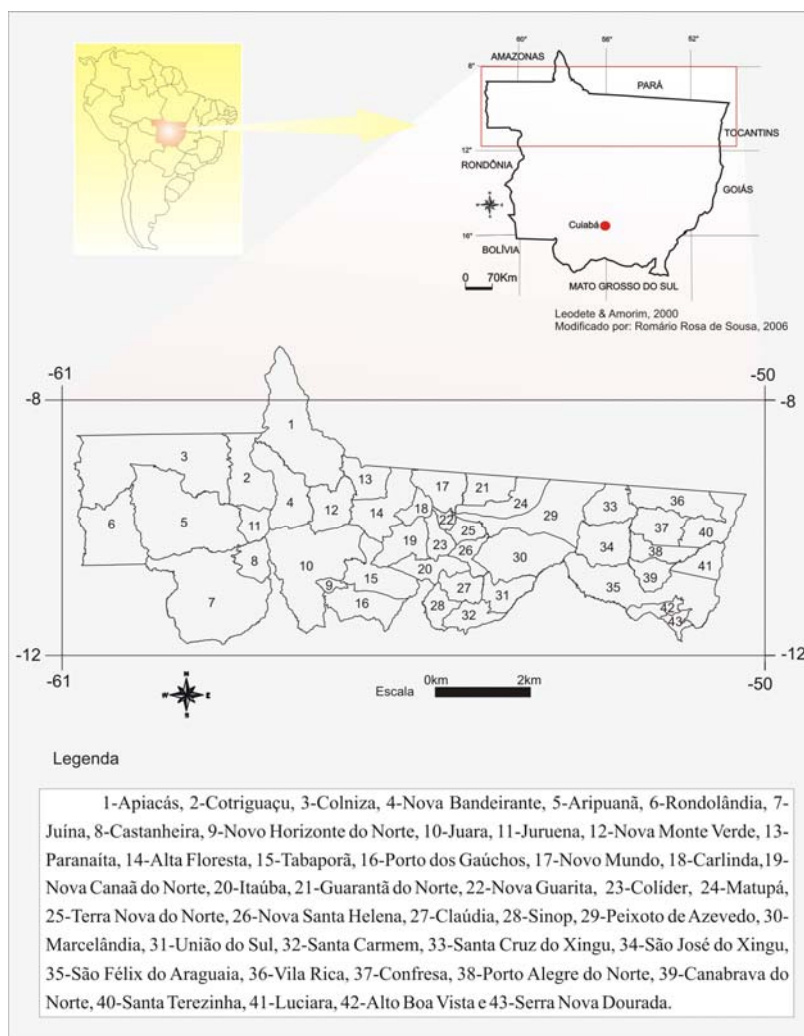 60° 56° 52°
AMAZONAS
8°
PARÁ
TOCANTINS
12°
RONDÔNIA
GOIÁS
Cuiabá
16°
BOLÍVIA
0 70Km
MATO GROSSO DO SUL
Leodete & Amorim, 2000
Modificado por: Romário Rosa de Sousa, 2006
-61 -50
-8 -8
1
3
2
13
17
21
36
4
12
24
33
18
14
29
22
6
5
11
25
37
40
19
23
26
34
38
8
10
20
30
41
15
39
9
27
31
35
7
16
28
32
42
43
-12 -12
-61 -50
N
W E
S
Escala
0km 2km
Legenda
1-Apiacás, 2-Cotriguaçu, 3-Colniza, 4-Nova Bandeirante, 5-Aripuanã, 6-Rondolândia, 7-
Juína, 8-Castanheira, 9-Novo Horizonte do Norte, 10-Juara, 11-Juruena, 12-Nova Monte Verde, 13-
Paranaíta, 14-Alta Floresta, 15-Tabaporã, 16-Porto dos Gaúchos, 17-Novo Mundo, 18-Carlinda,19-
Nova Canaã do Norte, 20-Itaúba, 21-Guarantã do Norte, 22-Nova Guarita, 23-Colíder, 24-Matupá,
25-Terra Nova do Norte, 26-Nova Santa Helena, 27-Claúdia, 28-Sinop, 29-Peixoto de Azevedo, 30-
Marcelândia, 31-União do Sul, 32-Santa Carmem, 33-Santa Cruz do Xingu, 34-São José do Xingu,
35-São Félix do Araguaia, 36-Vila Rica, 37-Confresa, 38-Porto Alegre do Norte, 39-Canabrava do
Norte, 40-Santa Terezinha, 41-Luciara, 42-Alto Boa Vista e 43-Serra Nova Dourada.